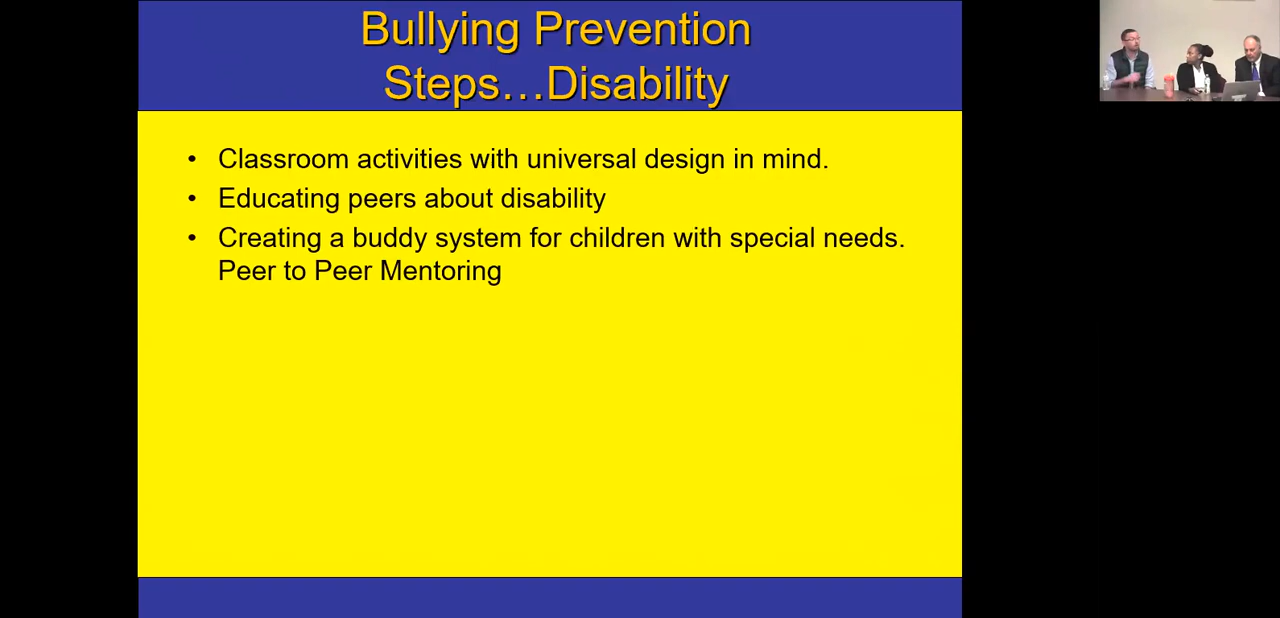 Bullying Prevention
Steps…Disability
• Classroom activities with universal design in mind.
• Educating peers about disability
• Creating a buddy system for children with special needs.
Peer to Peer Mentoring